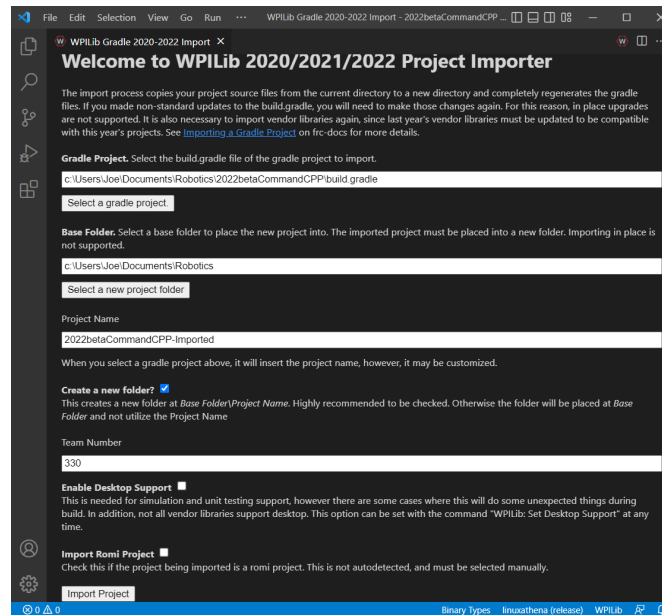 File Edit Selection View Go Run ··· WPILib Gradle 2020-2022 Import - 2022betaCommandCPP ...
WPILib Gradle 2020-2022 Import
Welcome to WPILib 2020/2021/2022 Project Importer
The import process copies your project source files from the current directory to a new directory and completely regenerates the gradle
files. If you made non-standard updates to the build.gradle, you will need to make those changes again. For this reason, in place upgrades
are not supported. It is also necessary to import vendor libraries again, since last year's vendor libraries must be updated to be compatible
with this year's projects. See Importing a Gradle Project on frc-docs for more details.
Gradle Project. Select the build.gradle file of the gradle project to import.
c:\Users\Joe\Documents\Robotics\2022betaCommandCPP\build.gradle
Select a gradle project.
Base Folder. Select a base folder to place the new project into. The imported project must be placed into a new folder. Importing in place is
not supported.
c:\Users\Joe\Documents\Robotics
Select a new project folder
Project Name
2022betaCommandCPP-Imported
When you select a gradle project above, it will insert the project name, however, it may be customized.
Create a new folder?
This creates a new folder at Base Folder\Project Name. Highly recommended to be checked. Otherwise the folder will be placed at Base
Folder and not utilize the Project Name
Team Number
330
Enable Desktop Support
This is needed for simulation and unit testing support, however there are some cases where this will do some unexpected things during
build. In addition, not all vendor libraries support desktop. This option can be set with the command "WPILib: Set Desktop Support" at any
time.
Import Romi Project
Check this if the project being imported is a romi project. This is not autodetected, and must be selected manually.
Import Project
0 0 Binary Types linuxathena (release) WPILib